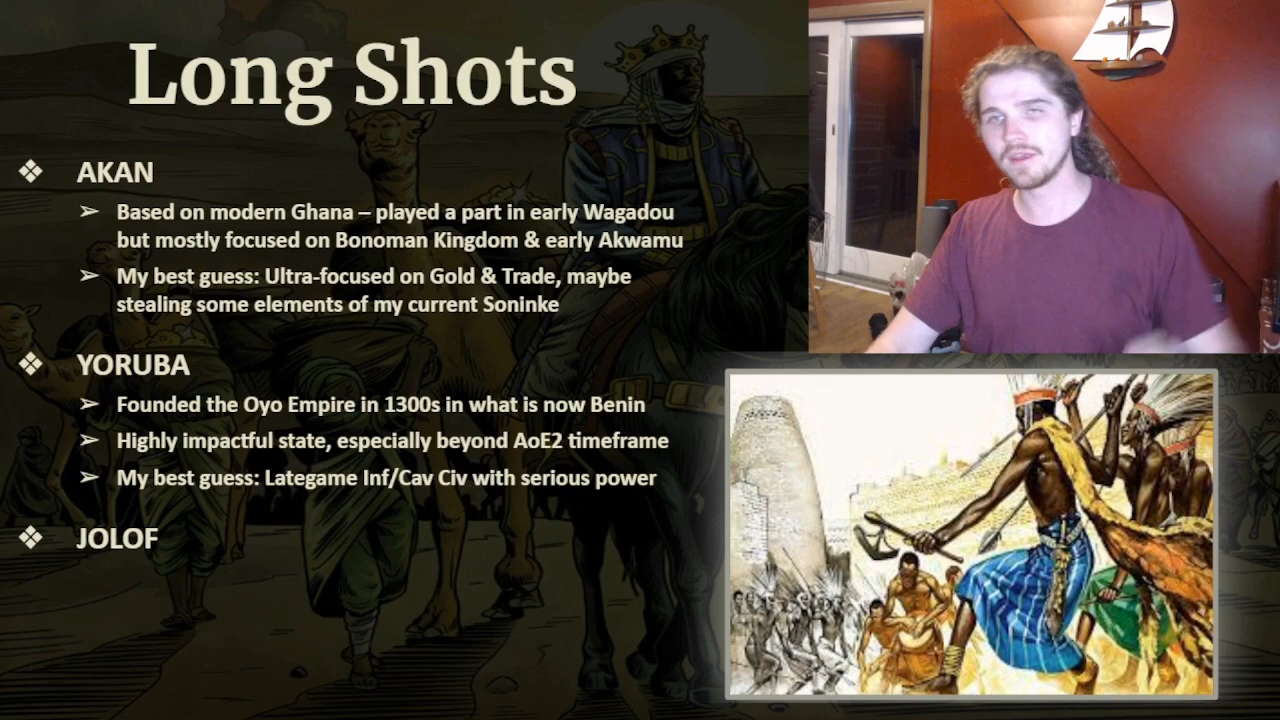 Long Shots
❖ AKAN
➢ Based on modern Ghana – played a part in early Wagadou
but mostly focused on Bonoman Kingdom & early Akwamu
➢ My best guess: Ultra-focused on Gold & Trade, maybe
stealing some elements of my current Soninke
❖ YORUBA
➢ Founded the Oyo Empire in 1300s in what is now Benin
➢ Highly impactful state, especially beyond AoE2 timeframe
➢ My best guess: Lategame Inf/Cav Civ with serious power
❖ JOLOF